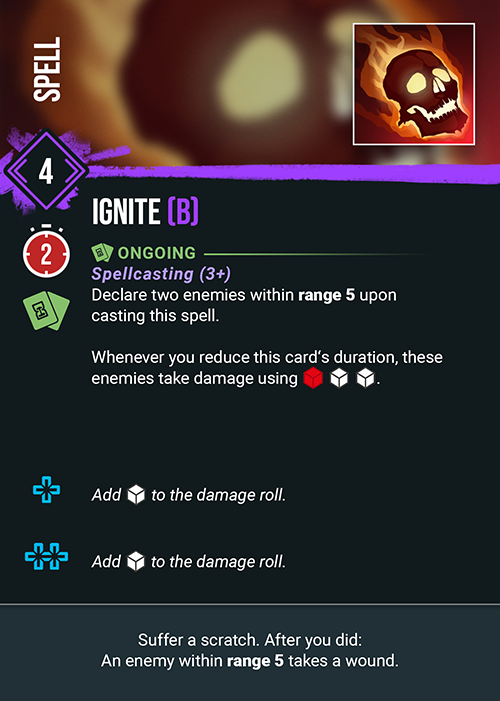 SPELL
4
IGNITE (B)
2
ONGOING
Spellcasting (3+)
Declare two enemies within range 5 upon
casting this spell.
Whenever you reduce this card‘s duration, these
enemies take damage using .
Add to the damage roll.
Add to the damage roll.
Suffer a scratch. After you did:
An enemy within range 5 takes a wound.